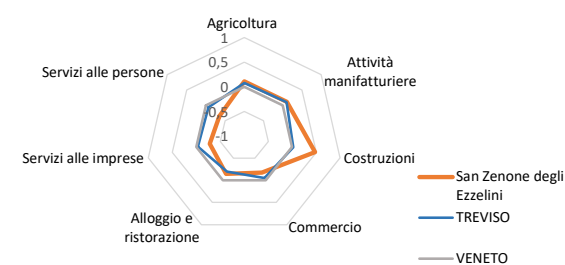 Agricoltura
1
0,5
0
0,5
-1
Attività
manifatturiere
Costruzioni
Commercio
Alloggio e
ristorazione
Servizi alle imprese
Servizi alle persone
San Zenone degli
Ezzelini
TREVISO
VENETO